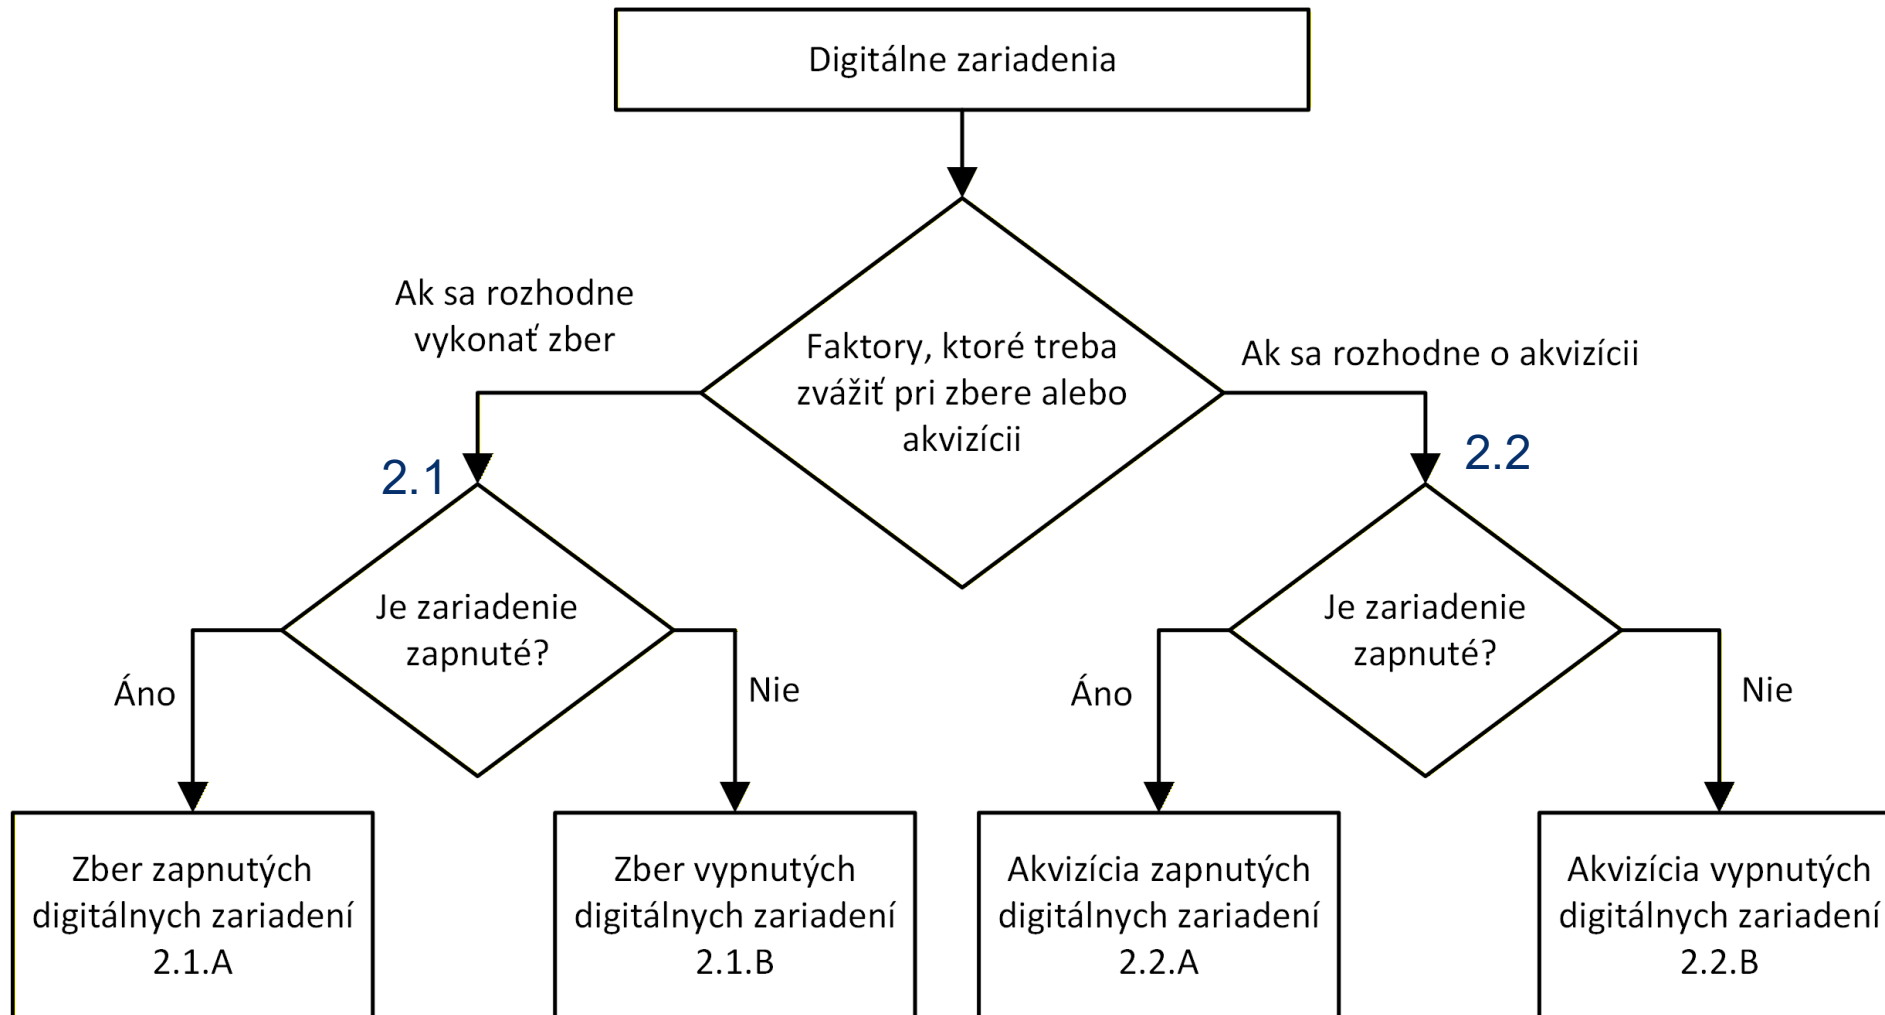 Digitálne zariadenia
Ak sa rozhodne
vykonať zber
Faktory, ktoré treba
zvážiť pri zbere alebo
akvizícii
Ak sa rozhodne o akvizícii
2.1
2.2
Je zariadenie
zapnuté?
Je zariadenie
zapnuté?
Áno
Nie
Áno
Nie
Zber zapnutých
digitálnych zariadení
2.1.A
Zber vypnutých
digitálnych zariadení
2.1.B
Akvizícia zapnutých
digitálnych zariadení
2.2.A
Akvizícia vypnutých
digitálnych zariadení
2.2.B